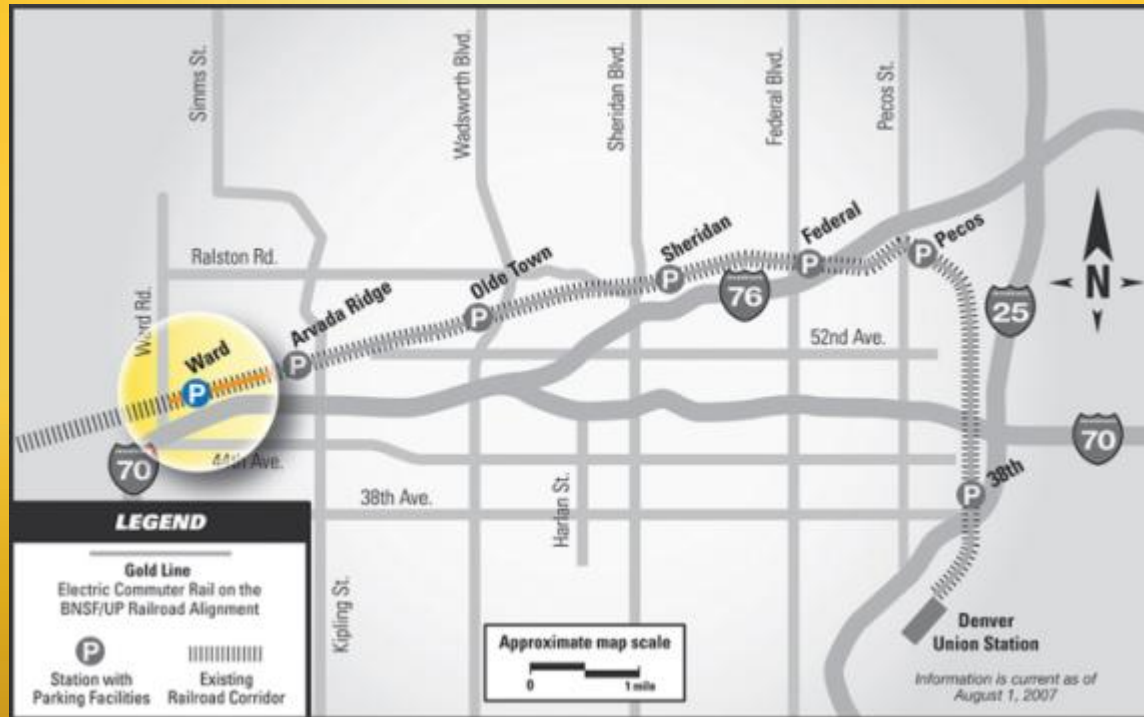 Simms St.
Wadsworth Blvd.
Sheridan Blvd.
Federal Blvd.
Pecos St.
Ralston Rd.
Ward Rd.
Ward
Arvada Ridge
Olde Town
Sheridan
Federal
Pecos
P
P
P
P
P
P
76
25
N
52nd Ave.
70
70
44th Ave.
38th Ave.
Harlan St.
Kipling St.
38th
P
Denver
Union Station
LEGEND
Gold Line
Electric Commuter Rail on the
BNSF/UP Railroad Alignment
P
Station with
Parking Facilities
Existing
Railroad Corridor
Approximate map scale
0 1 mile
Information is current as of
August 1, 2007